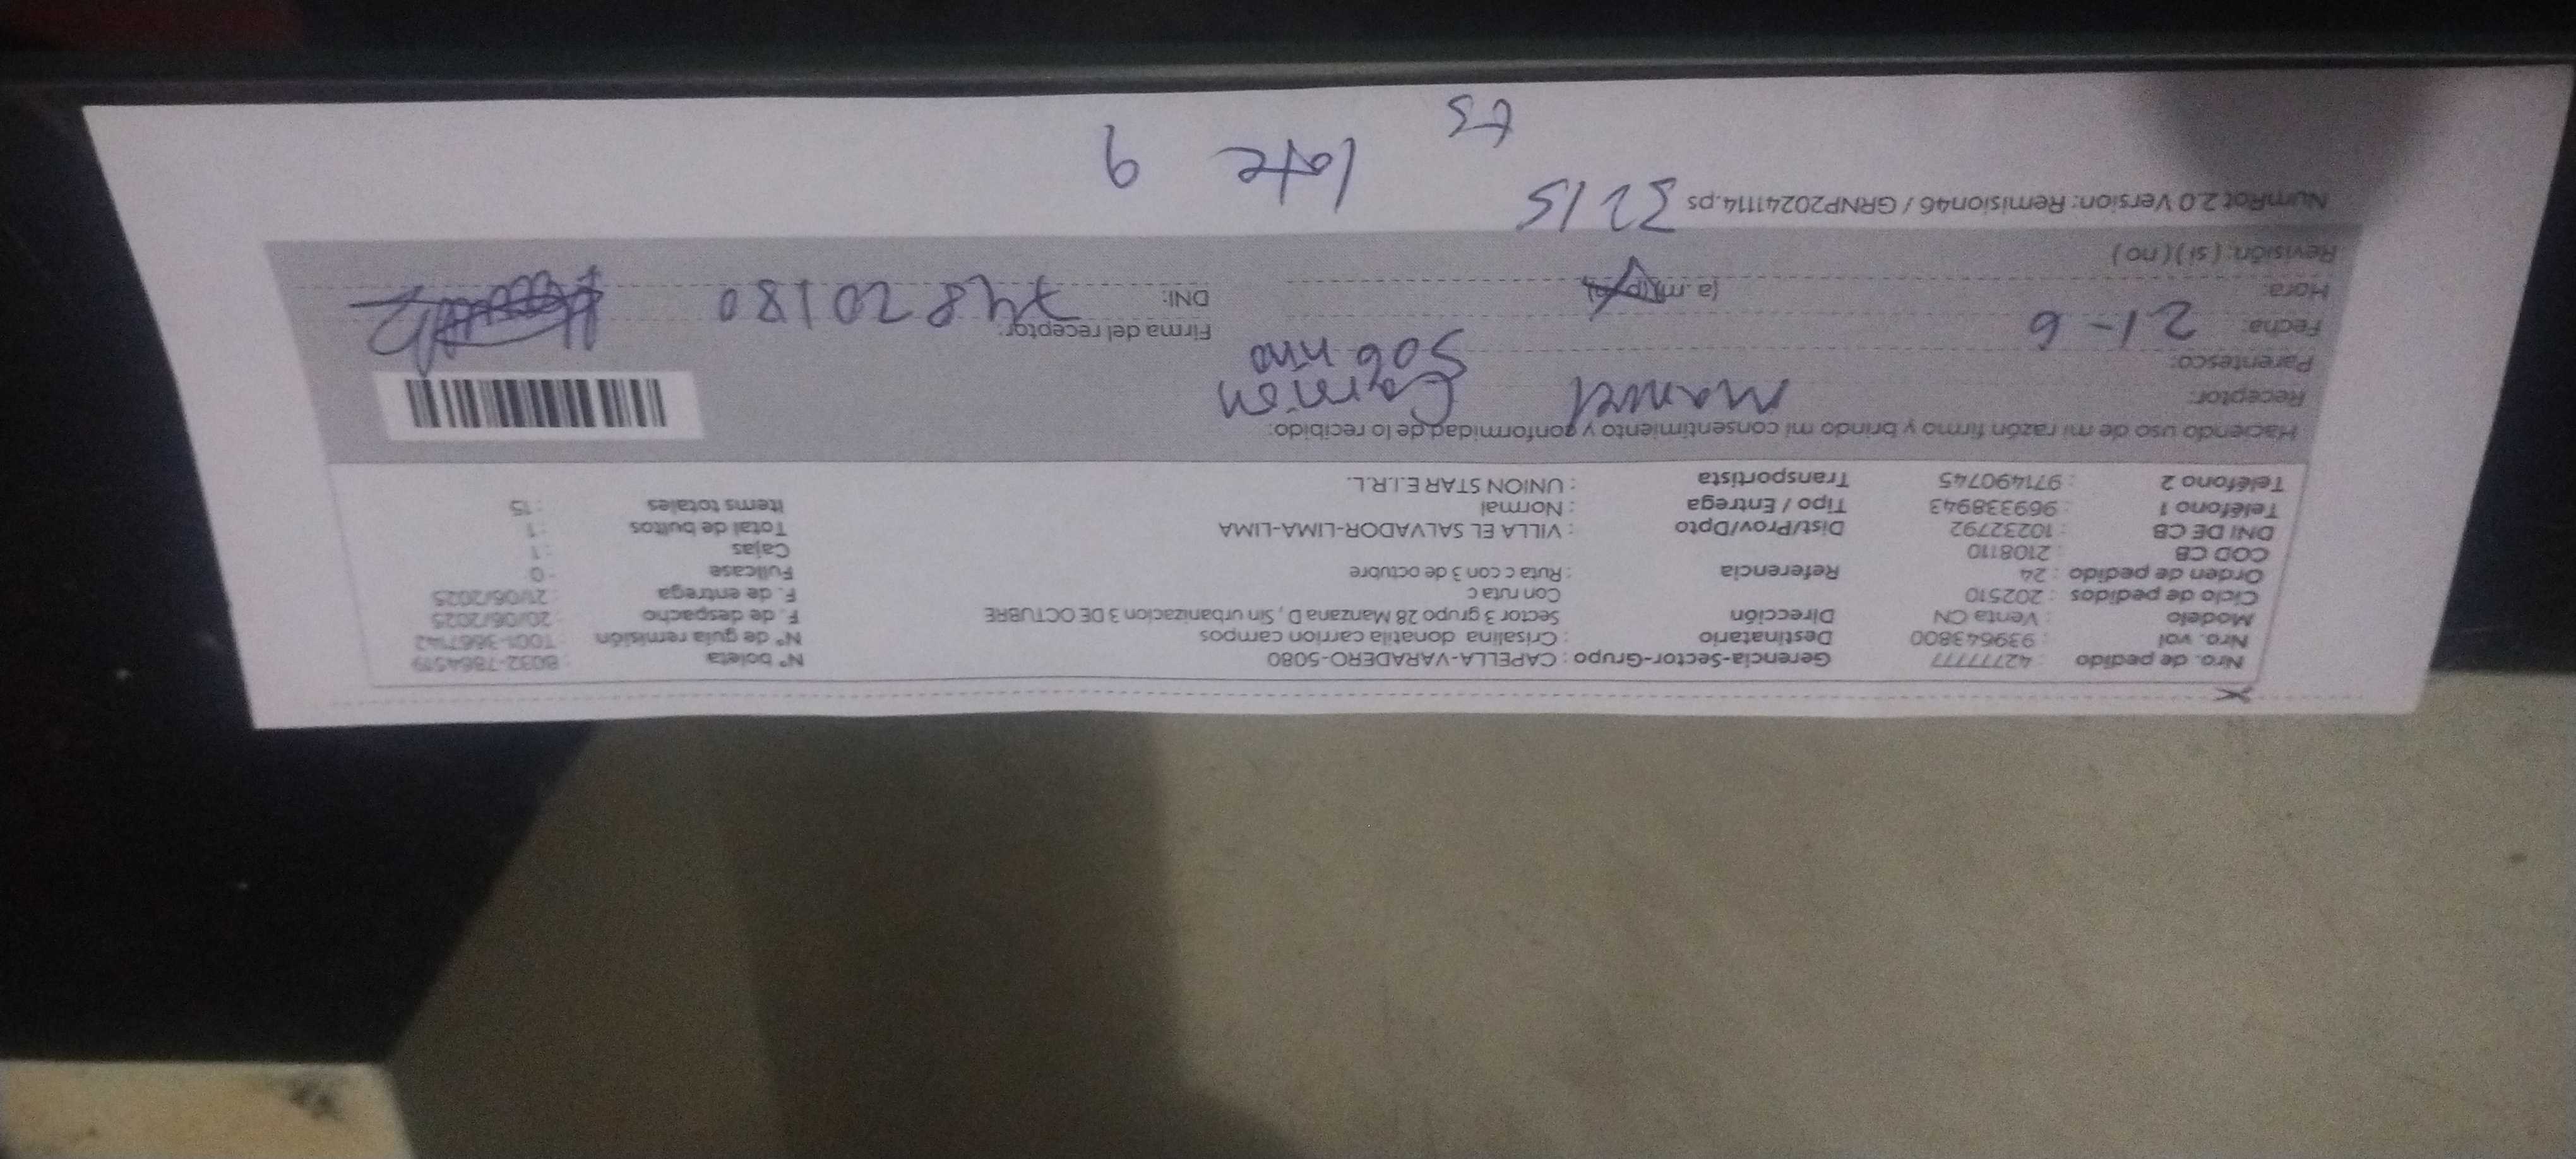 Nro. de pedido : 42777777 Gerencia-Sector-Grupo : CAPELLA-VARADERO-5080 N° boleta : B032-7864519
Nro. vol : 939643800 Destinatario : Crisalina donatila carrion campos N° de guía remisión : T001-3667142
Modelo : Venta CN Dirección Sector 3 grupo 28 Manzana D , Sin urbanizacion 3 DE OCTUBRE F. de despacho : 20/06/2025
Ciclo de pedidos : 202510 Con ruta c F. de entrega : 21/06/2025
Orden de pedido : 24 Referencia : Ruta c con 3 de octubre Fullcase : 0
COD CB : 2108110 Cajas : 1
DNI DE CB : 10232792 Dist/Prov/Dpto : VILLA EL SALVADOR-LIMA-LIMA Total de bultos : 1
Teléfono 1 : 969338943 Tipo / Entrega : Normal Items totales : 15
Teléfono 2 : 971490745 Transportista : UNION STAR E.I.R.L.
Haciendo uso de mi razón firmo y brindo mi consentimiento y conformidad de lo recibido:
Receptor: Manuel Carrion
Parentesco: Sobrino
Fecha: 21-6 Firma del receptor:
Hora: (a.m)(p.m) DNI: 74820180
Revisión: ( si )( no )
NumRot 2.0 Version: Remision46 / GRNP20241114.ps 3215
lote 9